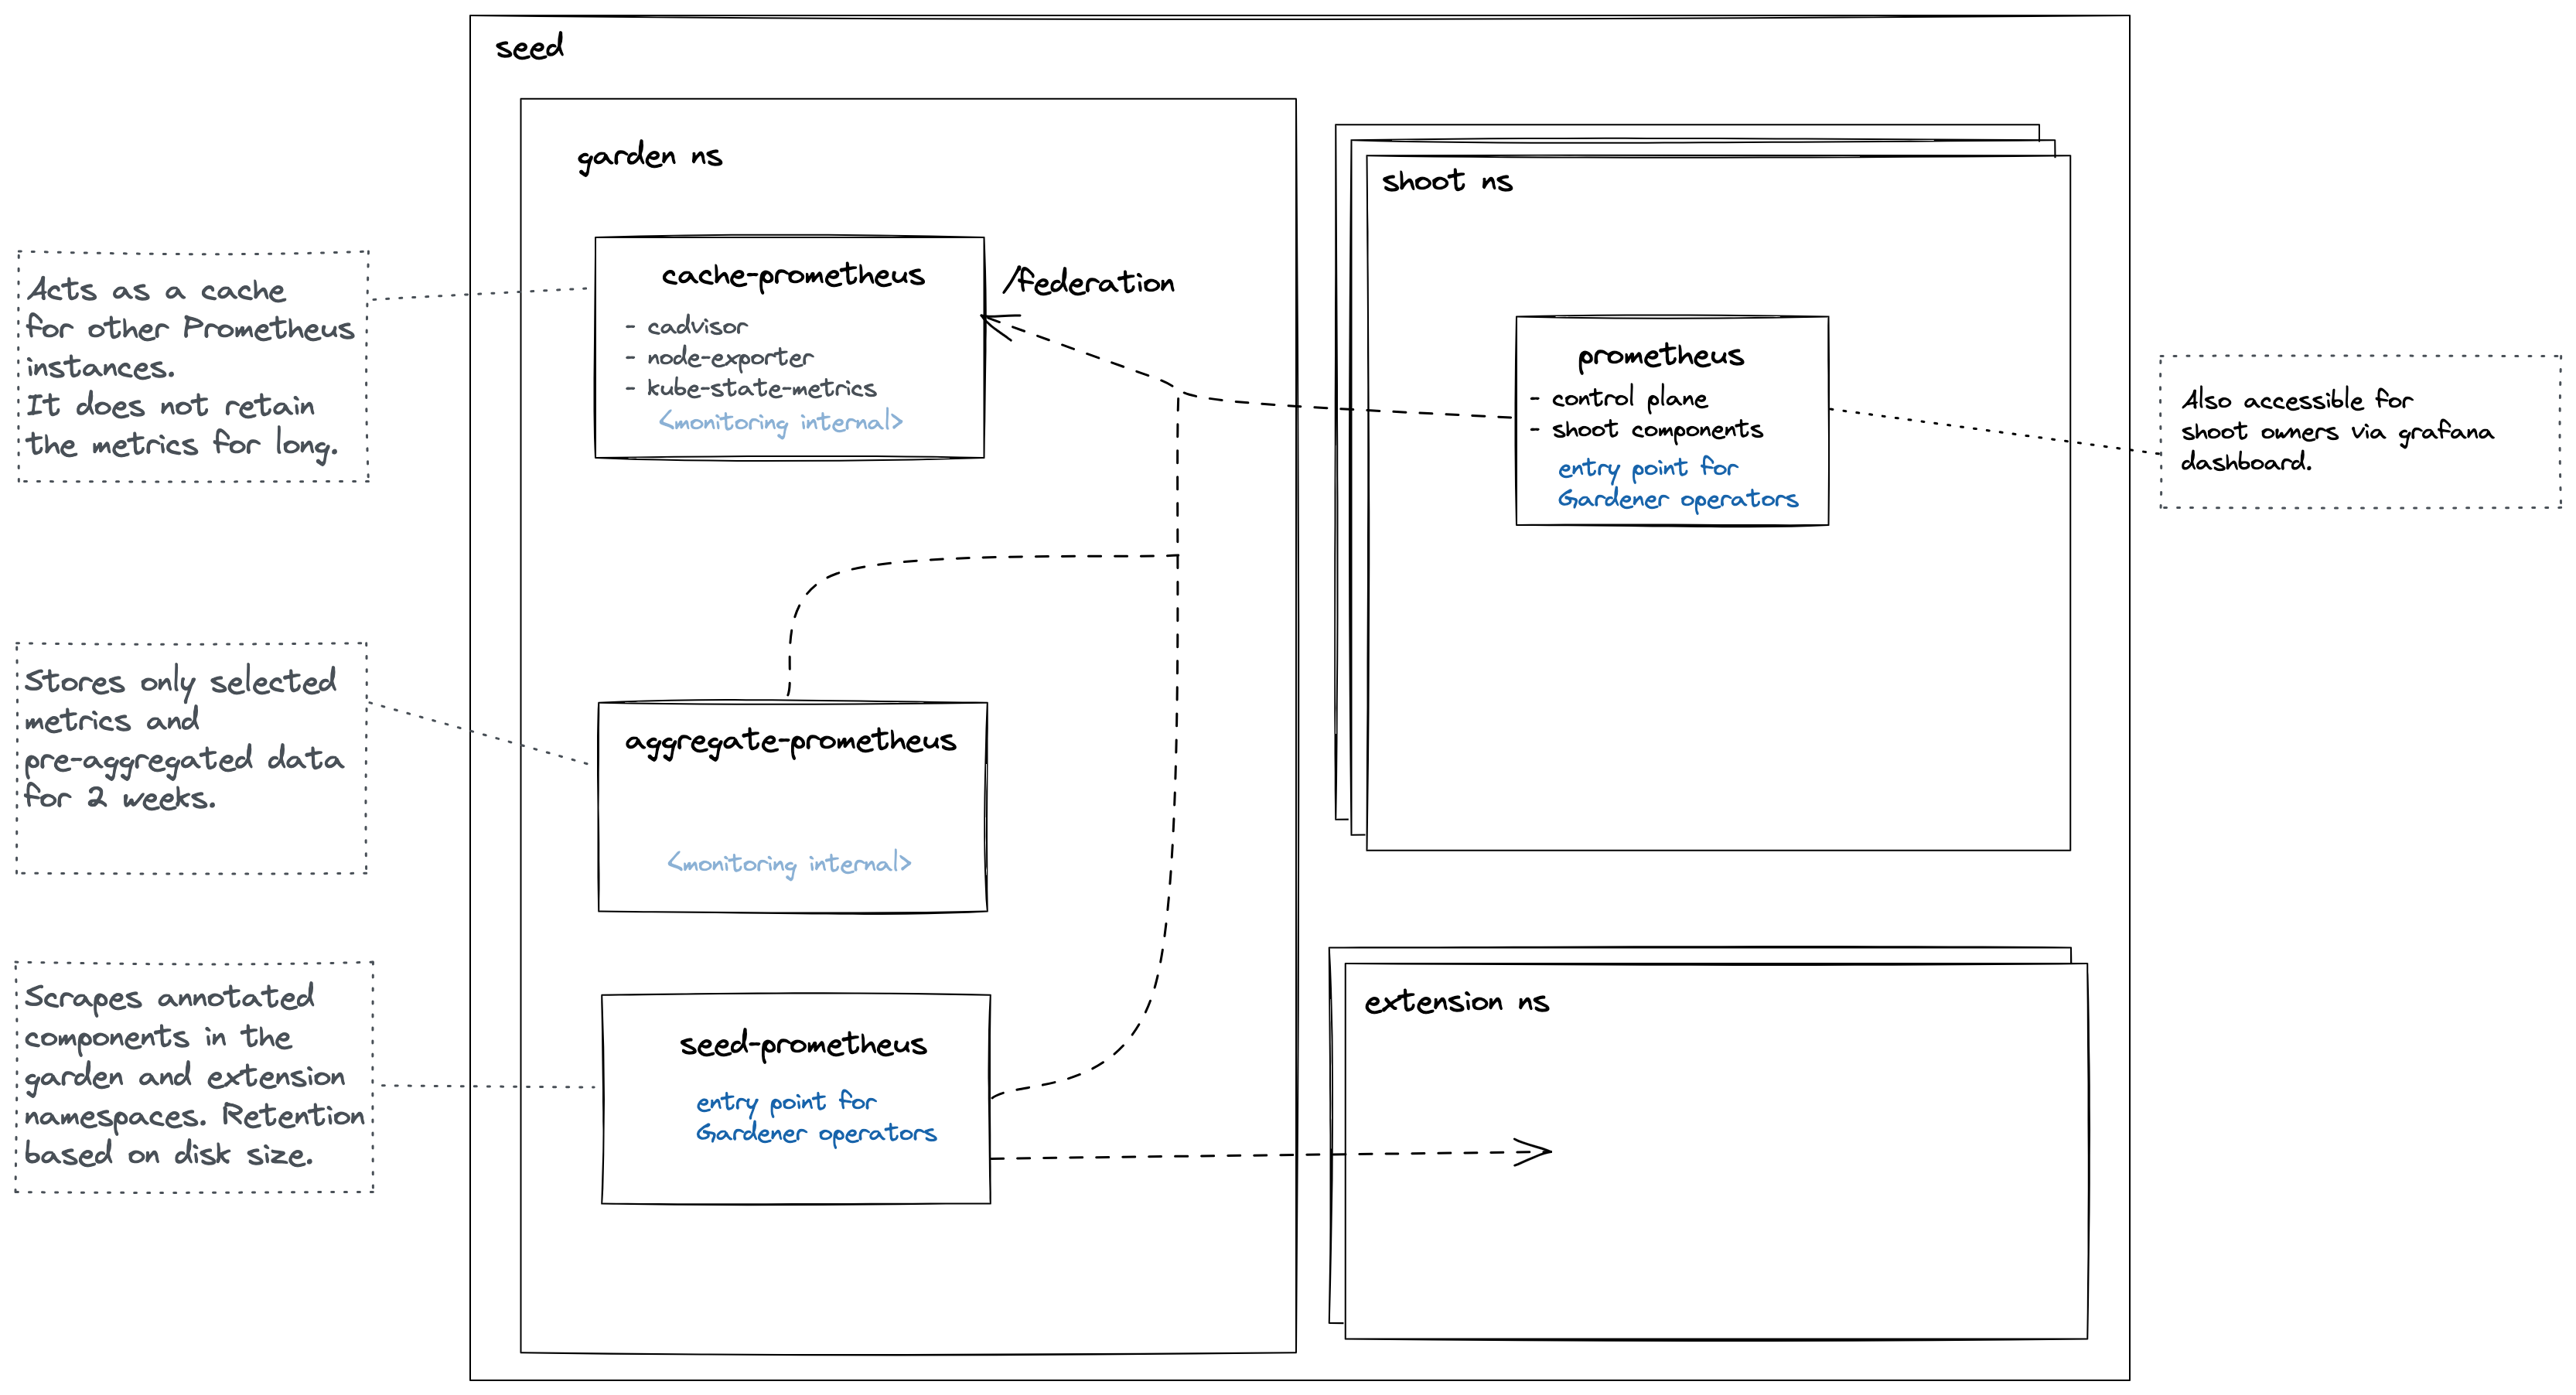 seed
garden ns
cache-prometheus
- cadvisor
- node-exporter
- kube-state-metrics
<monitoring internal>
/federation
Acts as a cache
for other Prometheus
instances.
It does not retain
the metrics for long.
shoot ns
prometheus
- control plane
- shoot components
entry point for
Gardener operators
Also accessible for
shoot owners via grafana
dashboard.
Stores only selected
metrics and
pre-aggregated data
for 2 weeks.
aggregate-prometheus
<monitoring internal>
Scrapes annotated
components in the
garden and extension
namespaces. Retention
based on disk size.
seed-prometheus
entry point for
Gardener operators
extension ns